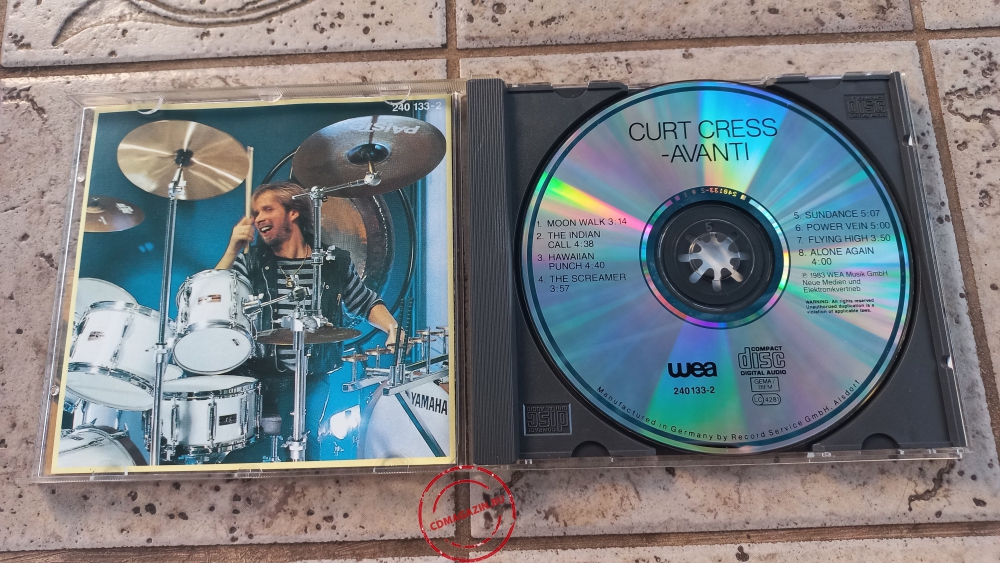 240 133-2
PAISTE
YAMAHA
CURT CRESS
-AVANTI
1. MOON WALK 3:14
2. THE INDIAN
CALL 4:38
3. HAWAIIAN
PUNCH 4:40
4. THE SCREAMER
3:57
5. SUNDANCE 5:07
6. POWER VEIN 5:00
7. FLYING HIGH 3:50
8. ALONE AGAIN
4:00
℗ 1983 WEA Musik GmbH
Neue Medien und
Elektronikvertrieb
WARNING: All rights reserved.
Unauthorized duplication is a
violation of applicable laws.
wea
240 133-2
COMPACT
disc
DIGITAL AUDIO
GEMA/
BIEM
LC 4281
Manufactured in Germany by Record Service GmbH, Alsdorf